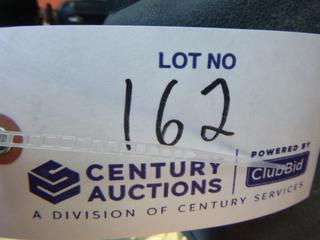 LOT NO
162
CENTURY
AUCTIONS
POWERED BY
ClubBid
A DIVISION OF CENTURY SERVICES